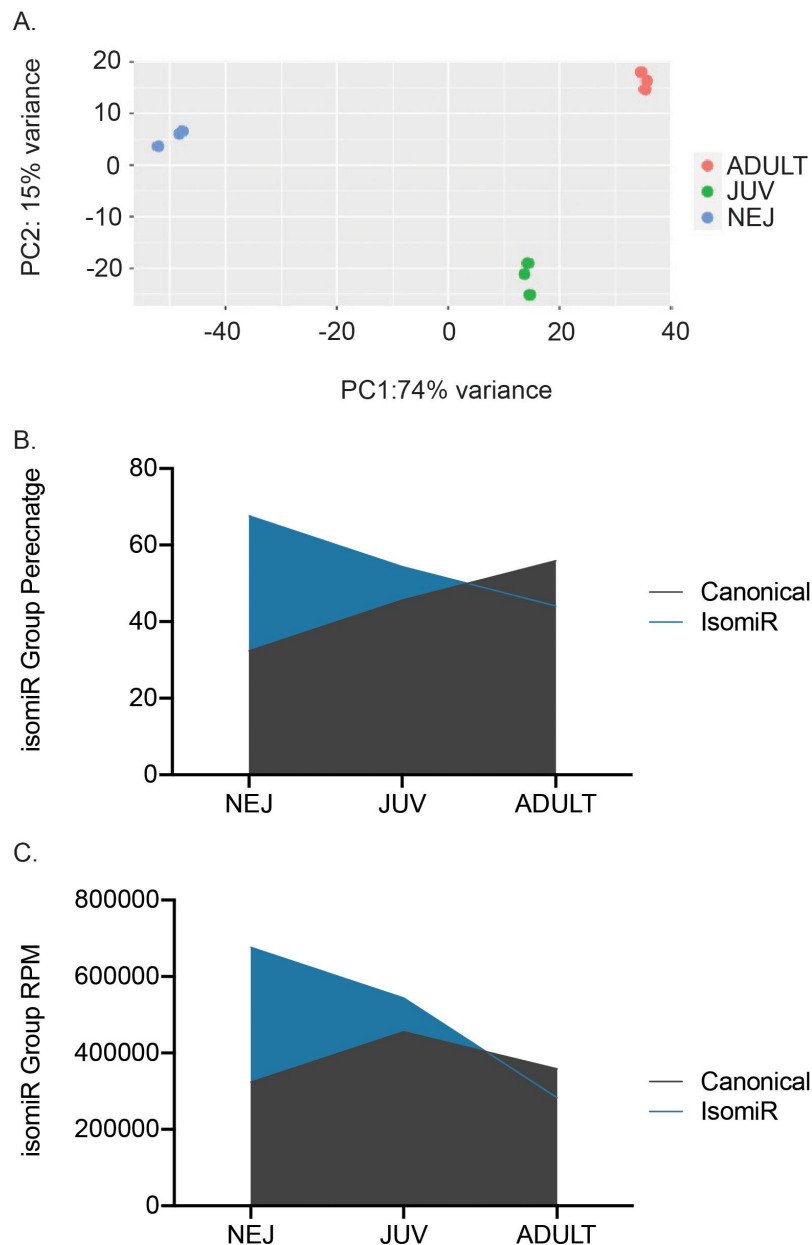 A.
PC2: 15% variance
20
10
0
-10
-20
-40
-20
0
20
40
PC1:74% variance
ADULT
JUV
NEJ
B.
isomiR Group Perecnatge
80
60
40
20
0
NEJ
JUV
ADULT
Canonical
IsomiR
C.
isomiR Group RPM
800000
600000
400000
200000
0
NEJ
JUV
ADULT
Canonical
IsomiR